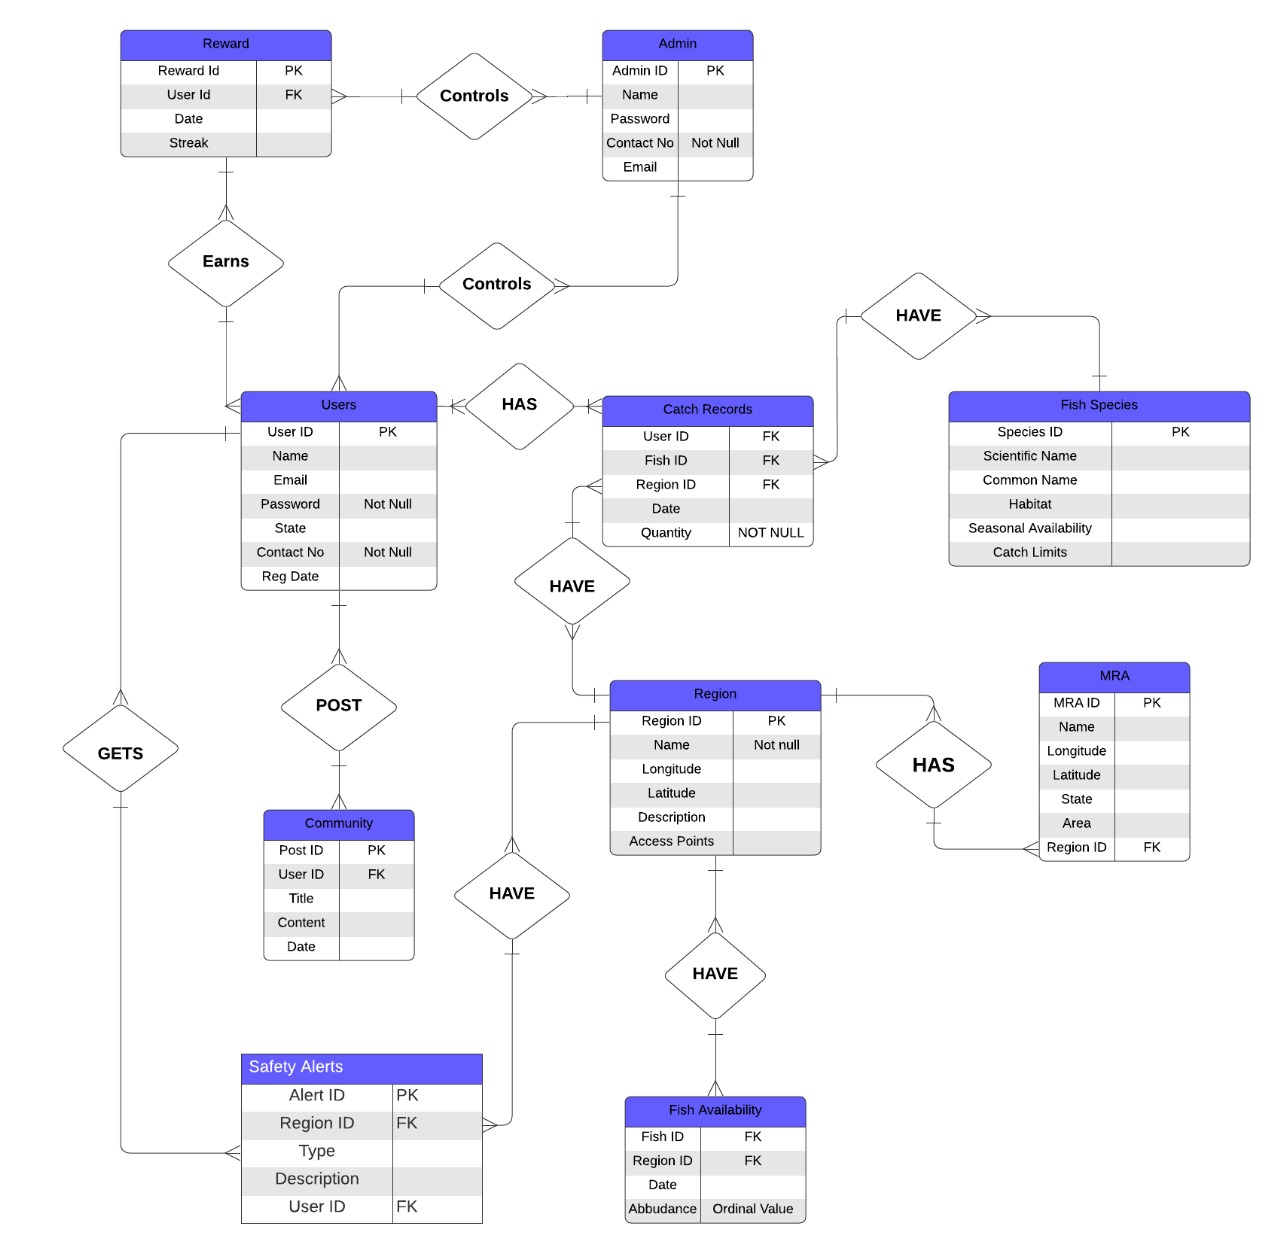 Reward
Reward Id PK
User Id FK
Date
Streak
Controls
Admin
Admin ID PK
Name
Password
Contact No Not Null
Email
Earns
Controls
HAVE
Users
User ID PK
Name
Email
Password Not Null
State
Contact No Not Null
Reg Date
HAS
Catch Records
User ID FK
Fish ID FK
Region ID FK
Date
Quantity NOT NULL
Fish Species
Species ID PK
Scientific Name
Common Name
Habitat
Seasonal Availability
Catch Limits
HAVE
GETS
POST
Region
Region ID PK
Name Not null
Longitude
Latitude
Description
Access Points
HAS
MRA
MRA ID PK
Name
Longitude
Latitude
State
Area
Region ID FK
Community
Post ID PK
User ID FK
Title
Content
Date
HAVE
HAVE
Safety Alerts
Alert ID PK
Region ID FK
Type
Description
User ID FK
Fish Availability
Fish ID FK
Region ID FK
Date
Abbudance Ordinal Value